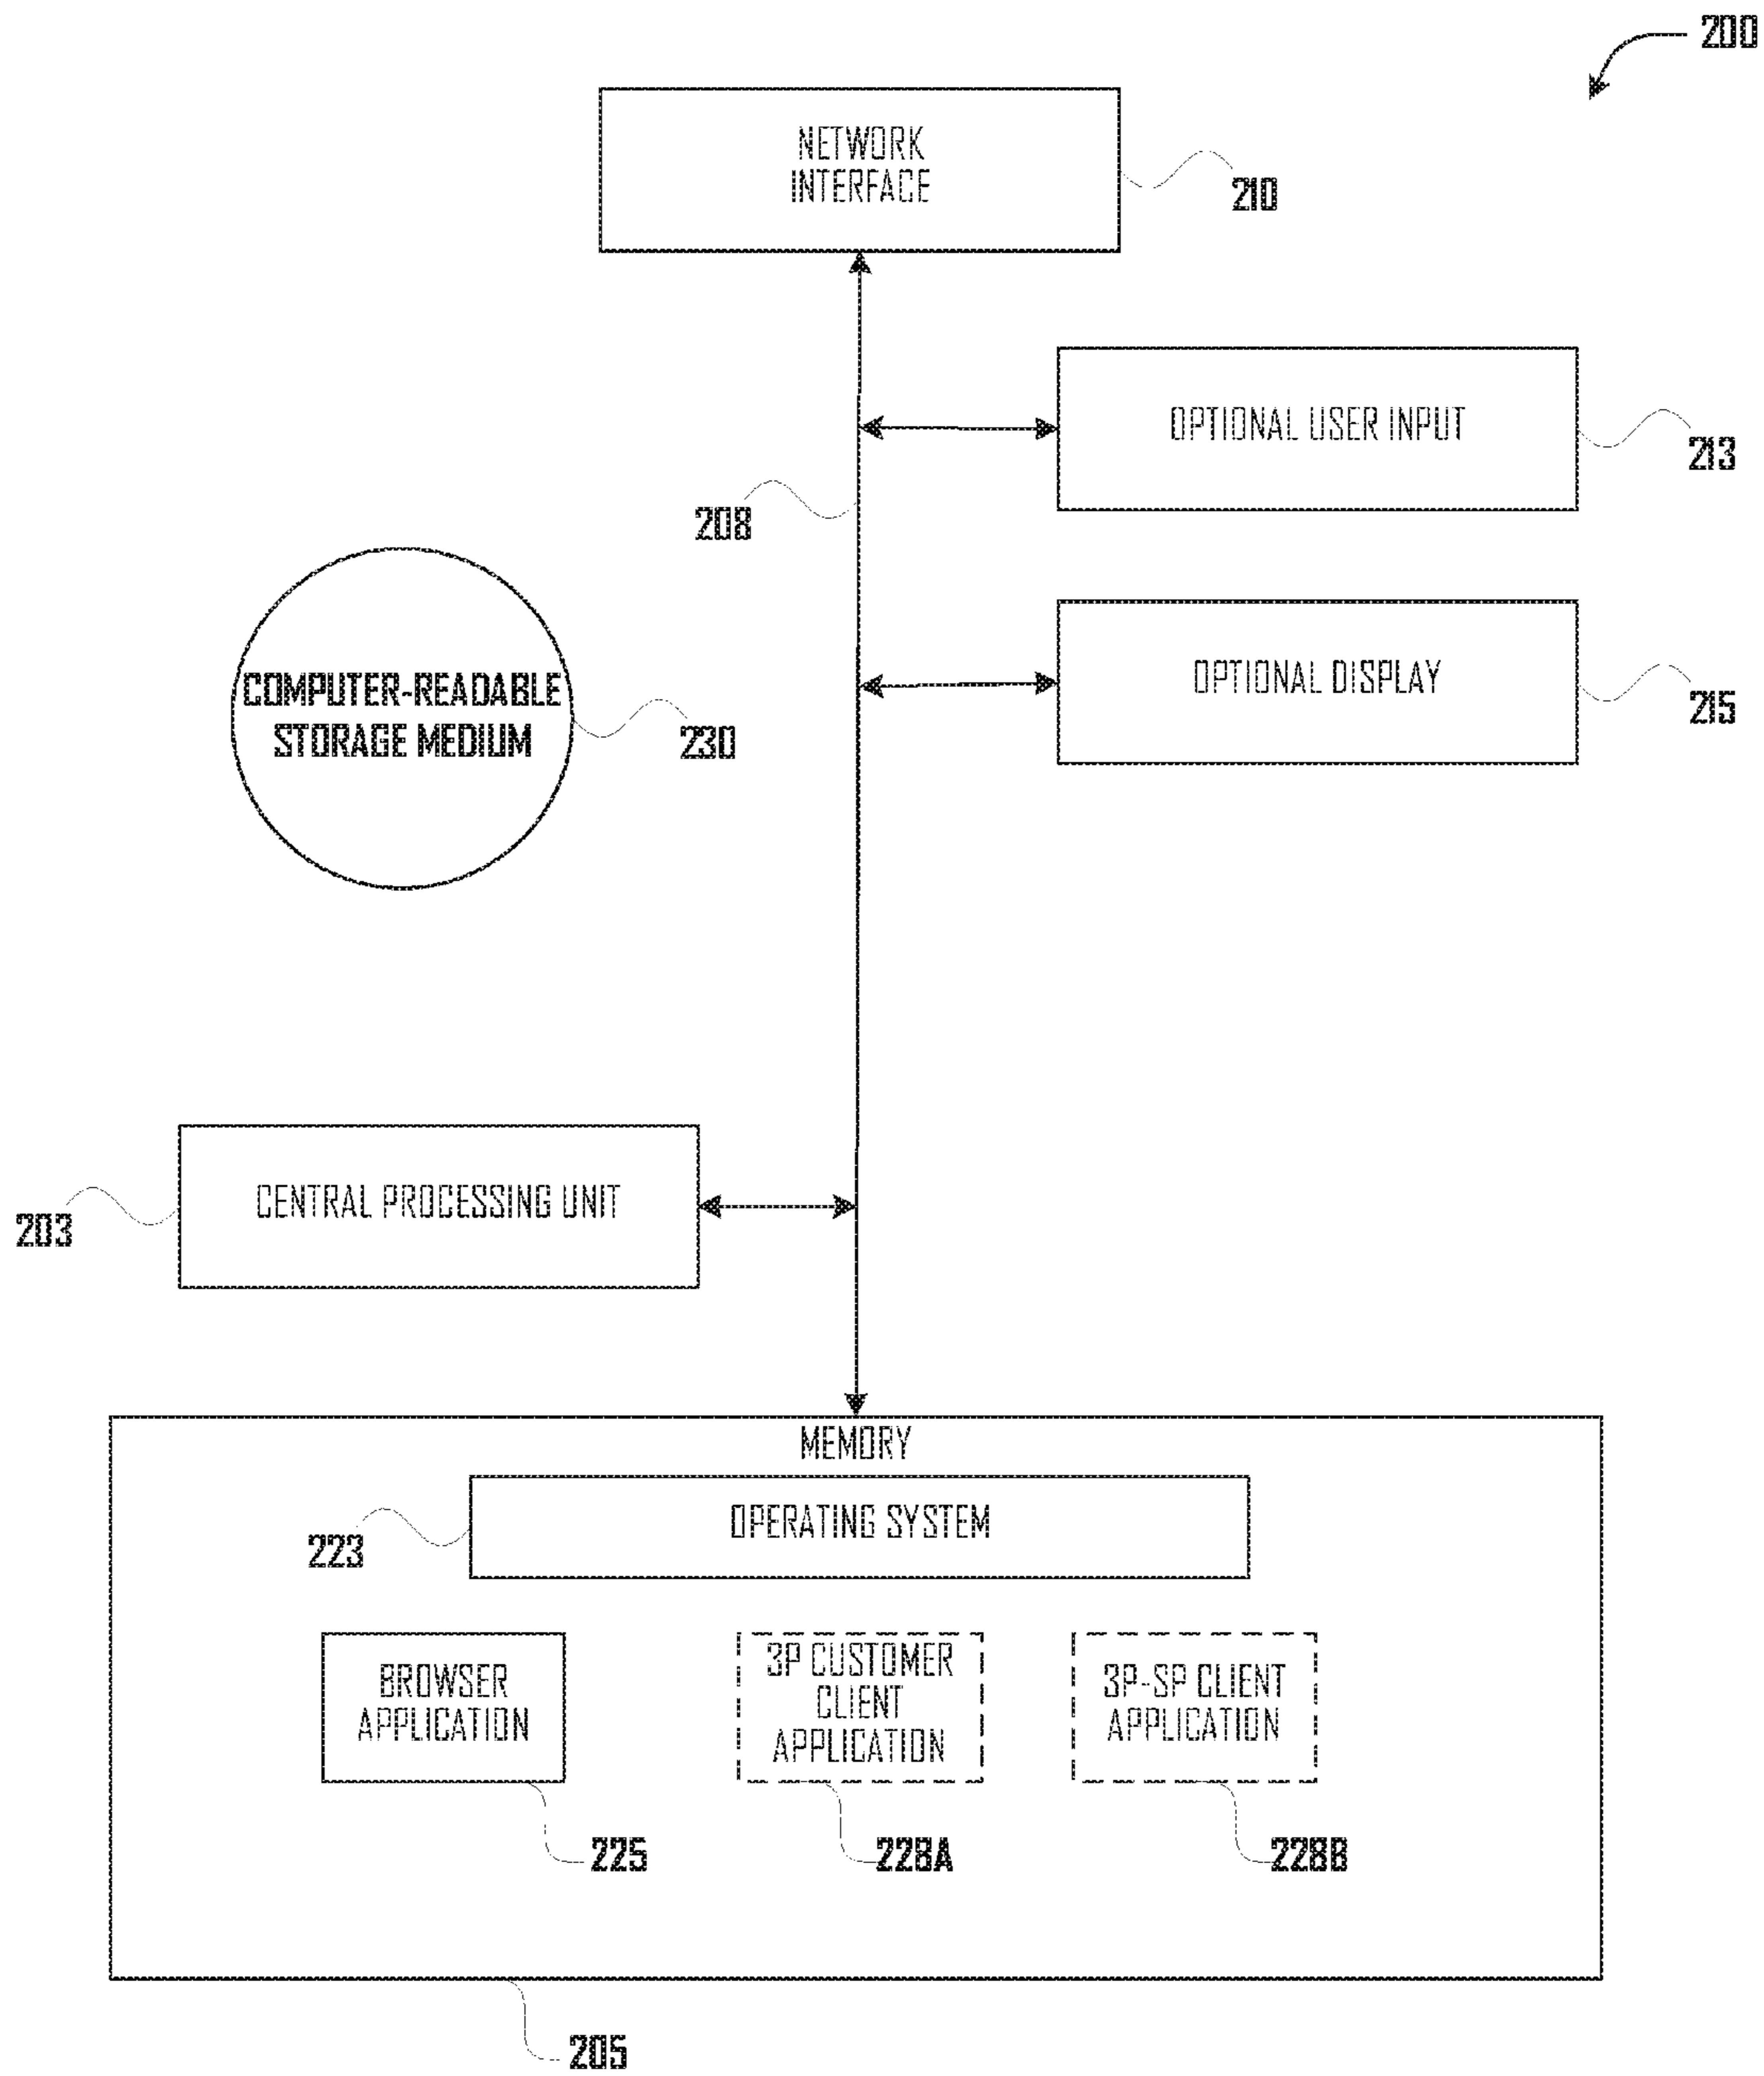 200
NETWORK
INTERFACE
210
OPTIONAL USER INPUT
213
208
COMPUTER-READABLE
STORAGE MEDIUM
230
OPTIONAL DISPLAY
215
CENTRAL PROCESSING UNIT
203
MEMORY
OPERATING SYSTEM
223
BROWSER
APPLICATION
225
3P CUSTOMER
CLIENT
APPLICATION
228A
3P-SP CLIENT
APPLICATION
228B
205